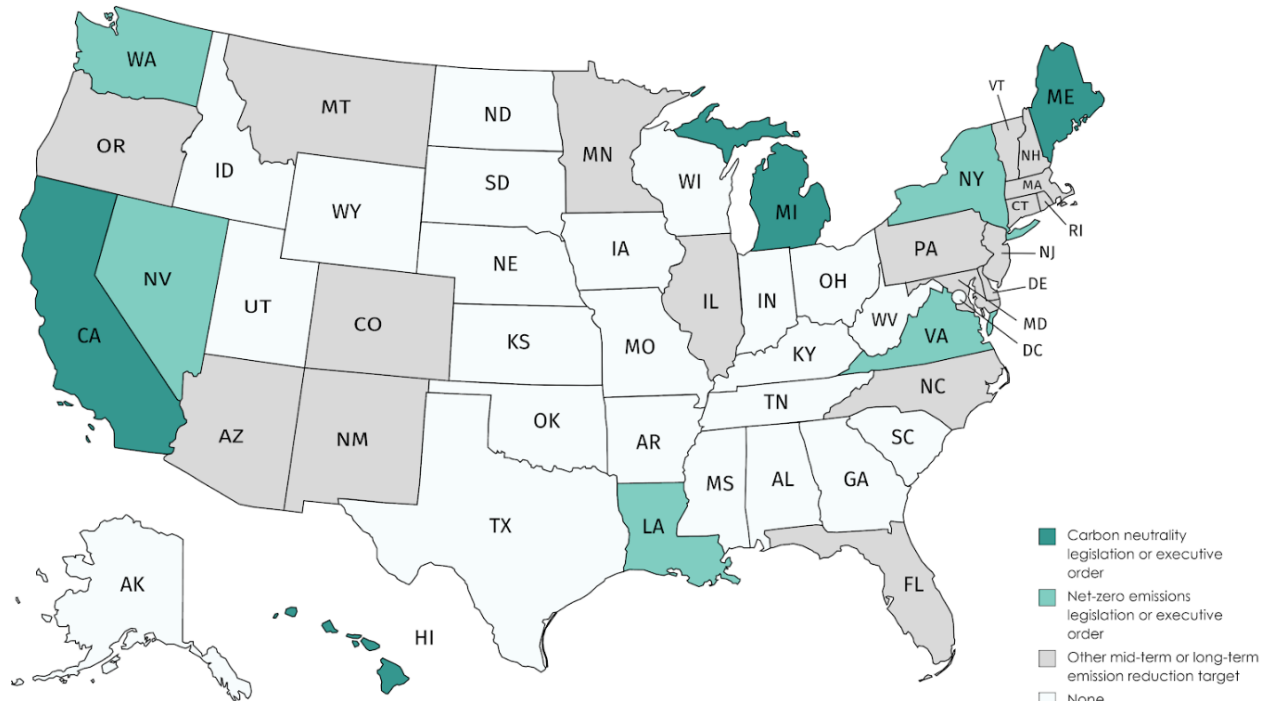 WA
MT
ND
MN
VT
ME
OR
ID
SD
WI
NH
WY
NY
MA
MI
CT
RI
IA
PA
NJ
NE
NV
OH
DE
UT
IL
IN
CO
WV
MD
CA
KS
MO
VA
DC
KY
NC
TN
OK
AZ
NM
AR
SC
MS
AL
GA
TX
LA
AK
FL
HI
Carbon neutrality
legislation or executive
order
Net-zero emissions
legislation or executive
order
Other mid-term or long-term
emission reduction target
None